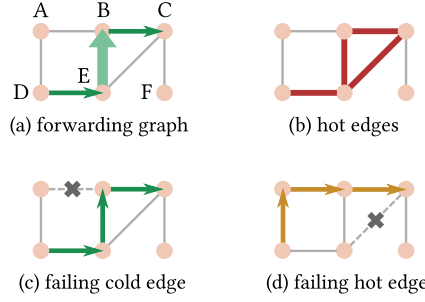 A B C
D E F
(a) forwarding graph
(b) hot edges
(c) failing cold edge
(d) failing hot edge